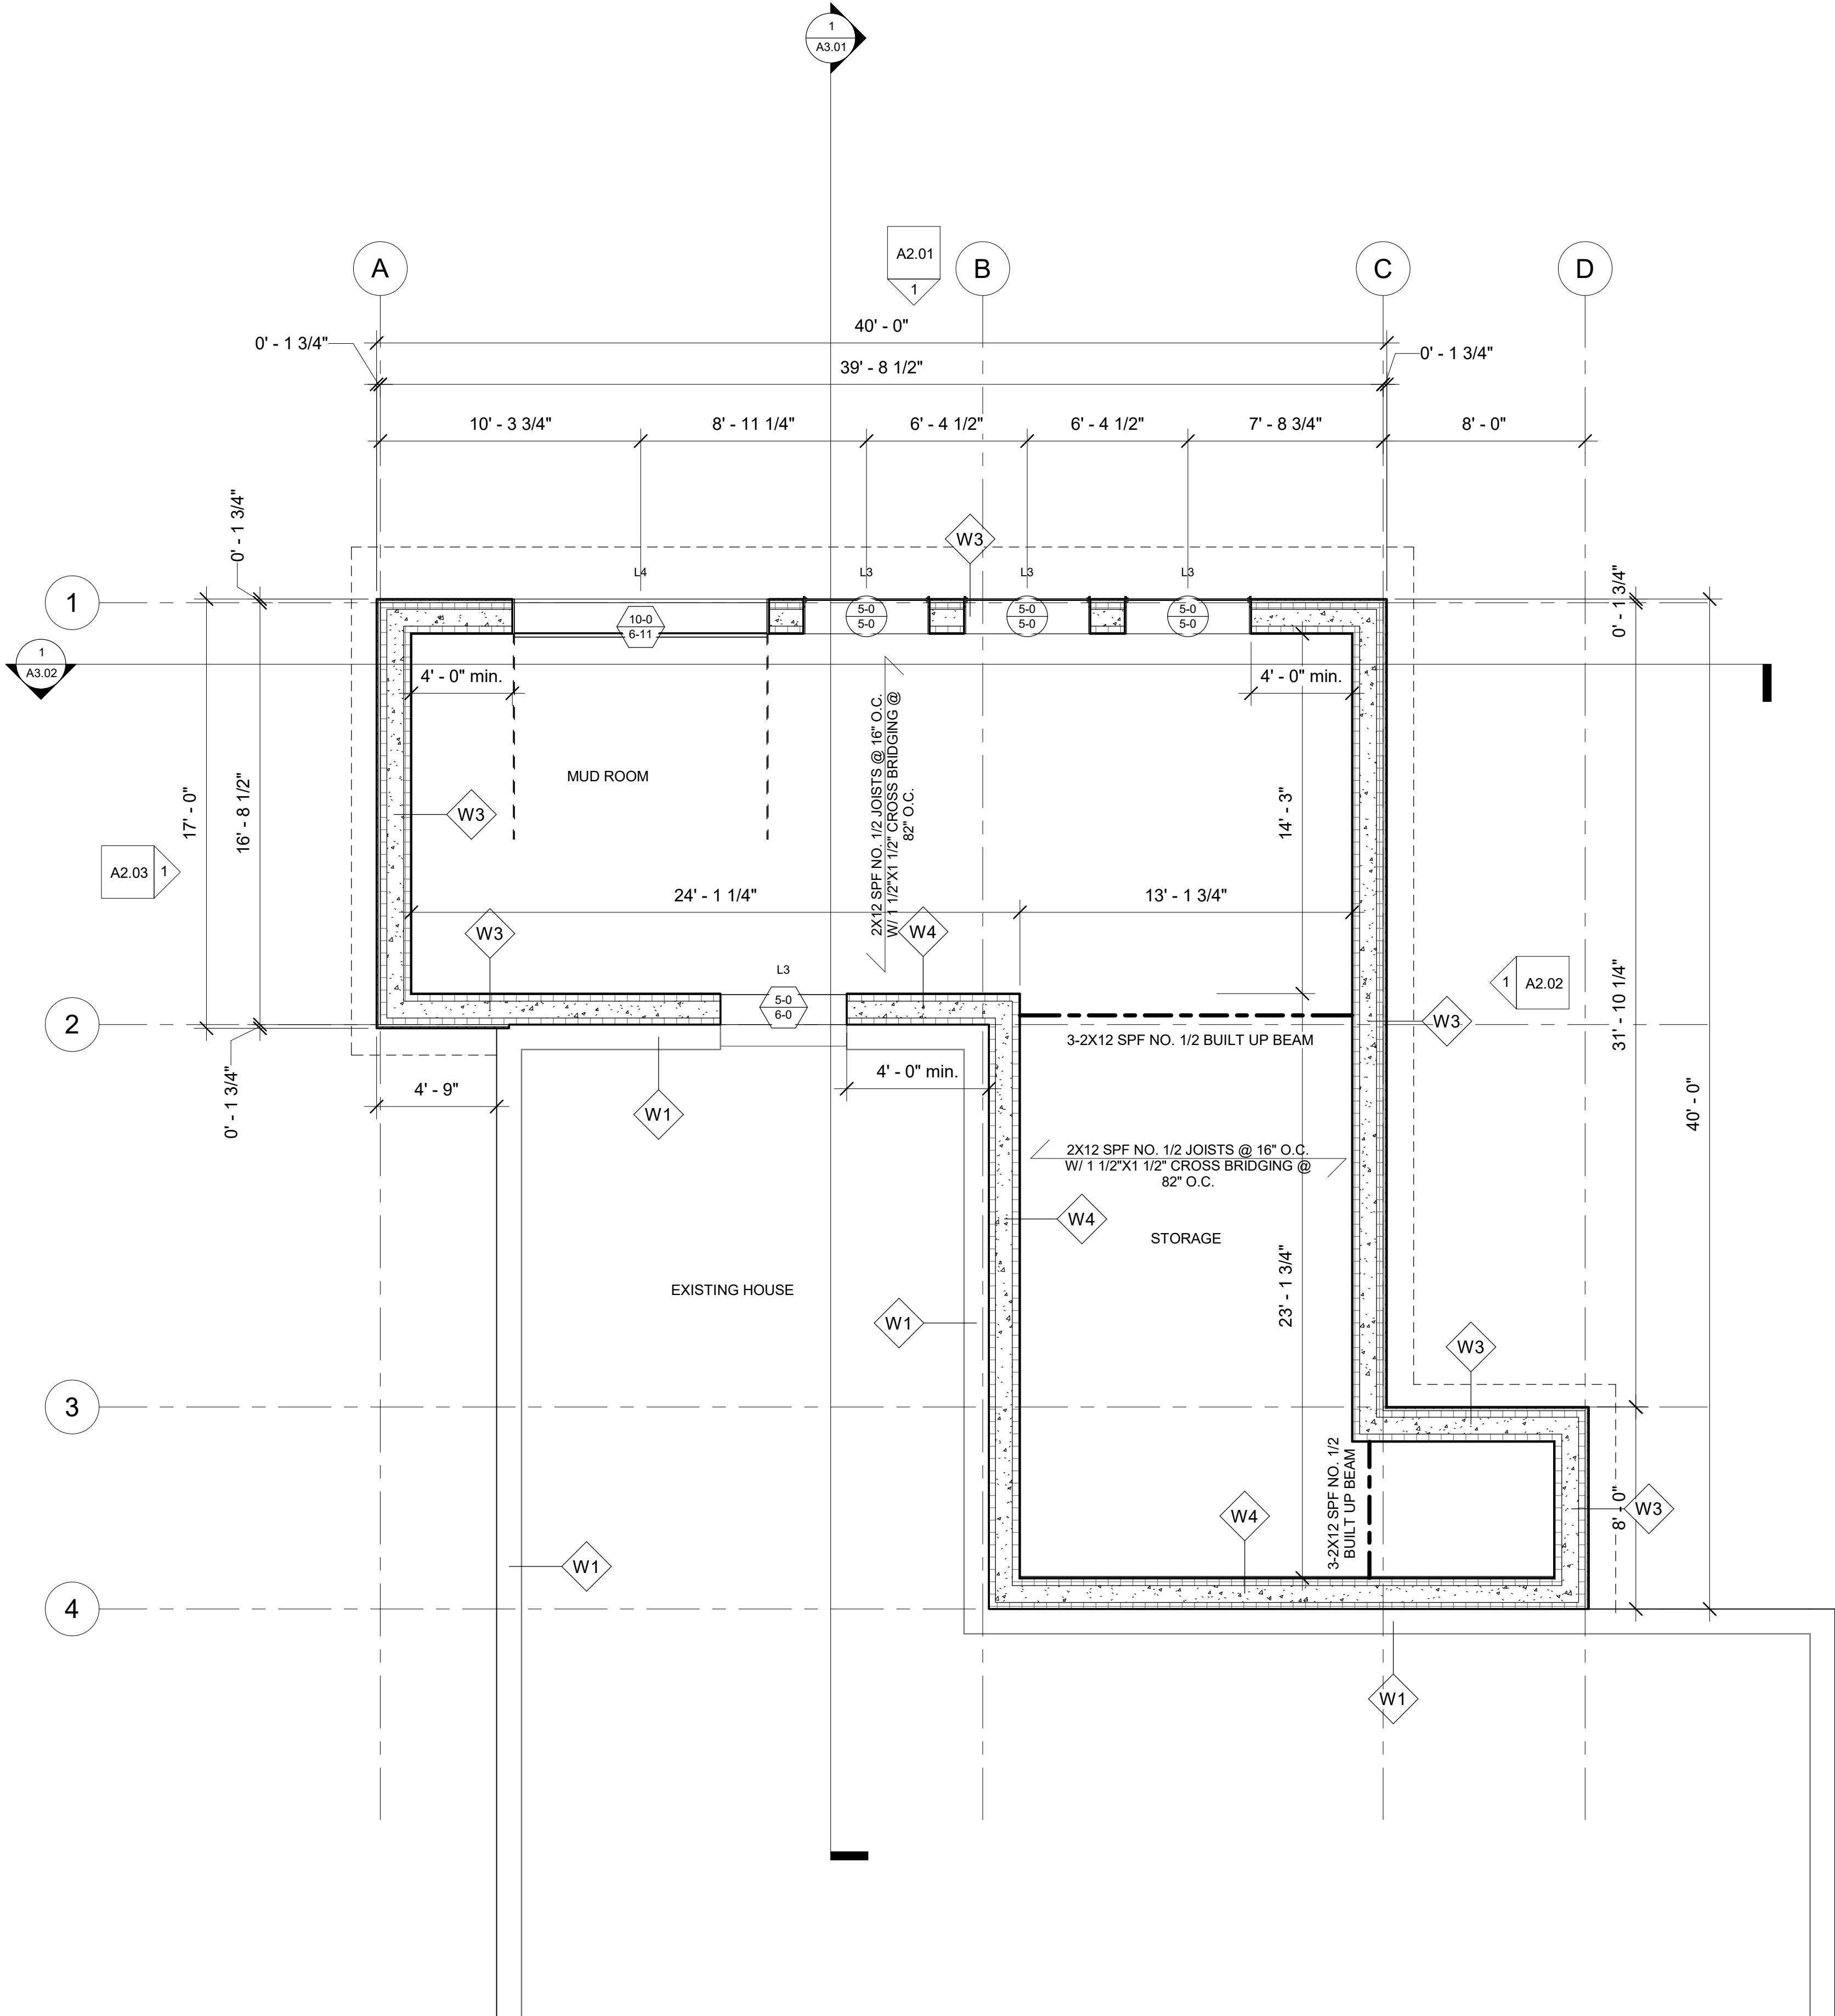 1
A3.01
A2.01
1
A
B
C
D
40' - 0"
0' - 1 3/4"
0' - 1 3/4"
39' - 8 1/2"
10' - 3 3/4"
8' - 11 1/4"
6' - 4 1/2"
6' - 4 1/2"
7' - 8 3/4"
8' - 0"
0' - 1 3/4"
W3
L4
L3
L3
L3
0' - 1 3/4"
1
10-0
6-11
5-0
5-0
5-0
5-0
5-0
5-0
1
A3.02
4' - 0" min.
4' - 0" min.
2X12 SPF NO. 1/2 JOISTS @ 16" O.C.
W/ 1 1/2"X1 1/2" CROSS BRIDGING @
82" O.C.
MUD ROOM
17' - 0"
16' - 8 1/2"
W3
14' - 3"
A2.03
1
24' - 1 1/4"
13' - 1 3/4"
W3
W4
L3
1
A2.02
5-0
6-0
2
W3
31' - 10 1/4"
3-2X12 SPF NO. 1/2 BUILT UP BEAM
4' - 0" min.
4' - 9"
0' - 1 3/4"
W1
40' - 0"
2X12 SPF NO. 1/2 JOISTS @ 16" O.C.
W/ 1 1/2"X1 1/2" CROSS BRIDGING @
82" O.C.
W4
STORAGE
EXISTING HOUSE
23' - 1 3/4"
W1
W3
3
3-2X12 SPF NO. 1/2
BUILT UP BEAM
W4
8' - 0"
W3
W1
4
W1